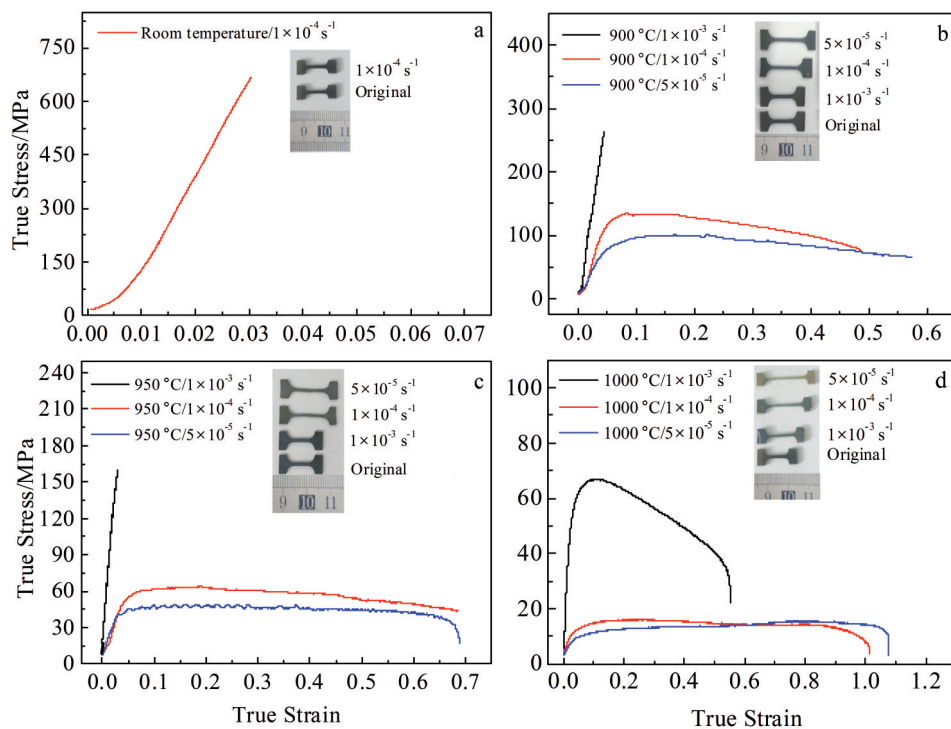 a
Room temperature/1×10⁻⁴ s⁻¹
1×10⁻⁴ s⁻¹
Original
9 10 11
750
600
450
300
150
0
0.00 0.01 0.02 0.03 0.04 0.05 0.06 0.07
b
900 °C/1×10⁻³ s⁻¹
900 °C/1×10⁻⁴ s⁻¹
900 °C/5×10⁻⁵ s⁻¹
5×10⁻⁵ s⁻¹
1×10⁻⁴ s⁻¹
1×10⁻³ s⁻¹
Original
9 10 11
400
300
200
100
0
0.0 0.1 0.2 0.3 0.4 0.5 0.6
True Stress/MPa
c
950 °C/1×10⁻³ s⁻¹
950 °C/1×10⁻⁴ s⁻¹
950 °C/5×10⁻⁵ s⁻¹
5×10⁻⁵ s⁻¹
1×10⁻⁴ s⁻¹
1×10⁻³ s⁻¹
Original
9 10 11
240
210
180
150
120
90
60
30
0
0.0 0.1 0.2 0.3 0.4 0.5 0.6 0.7
True Stress/MPa
True Strain
d
1000 °C/1×10⁻³ s⁻¹
1000 °C/1×10⁻⁴ s⁻¹
1000 °C/5×10⁻⁵ s⁻¹
5×10⁻⁵ s⁻¹
1×10⁻⁴ s⁻¹
1×10⁻³ s⁻¹
Original
9 10 11
100
80
60
40
20
0
0.0 0.2 0.4 0.6 0.8 1.0 1.2
True Strain